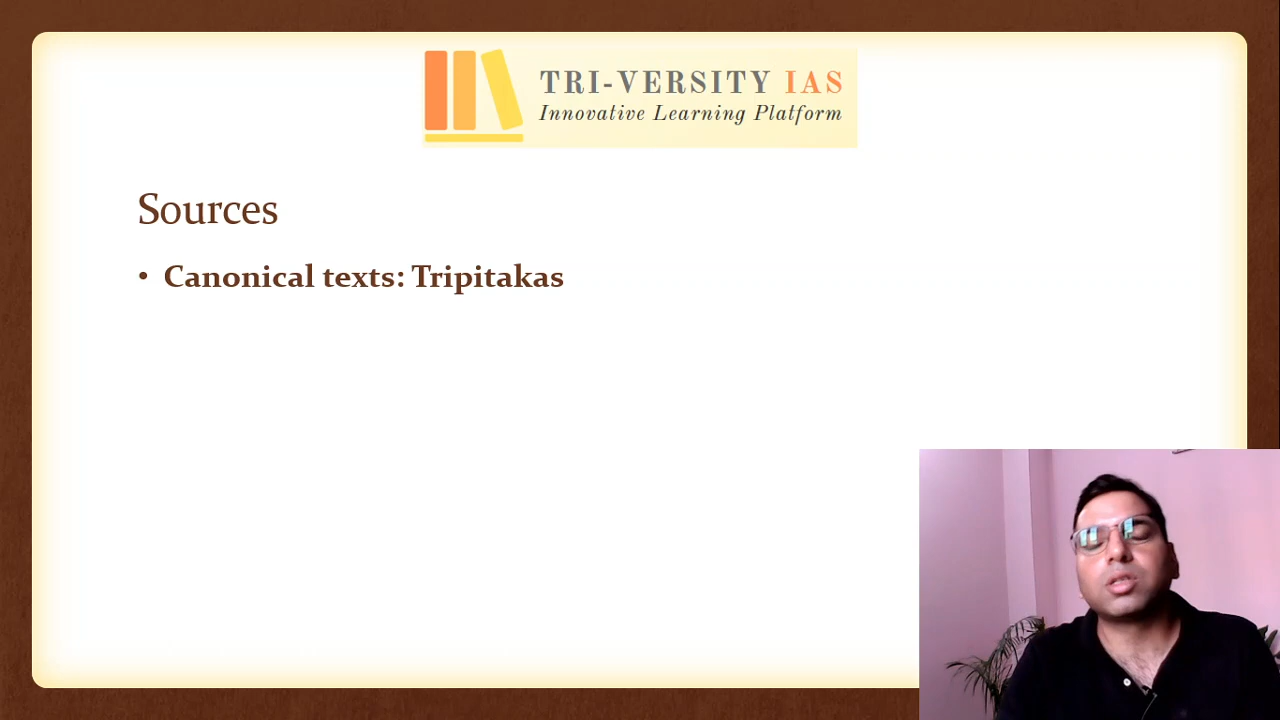 TRI-VERSITY IAS
Innovative Learning Platform
Sources
• Canonical texts: Tripitakas